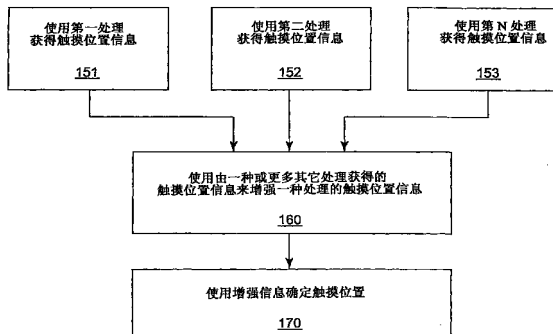 使用第一处理
获得触摸位置信息
151
使用第二处理
获得触摸位置信息
152
使用第N处理
获得触摸位置信息
153
使用由一种或更多其它处理获得的
触摸位置信息来增强一种处理的触摸位置信息
160
使用增强信息确定触摸位置
170